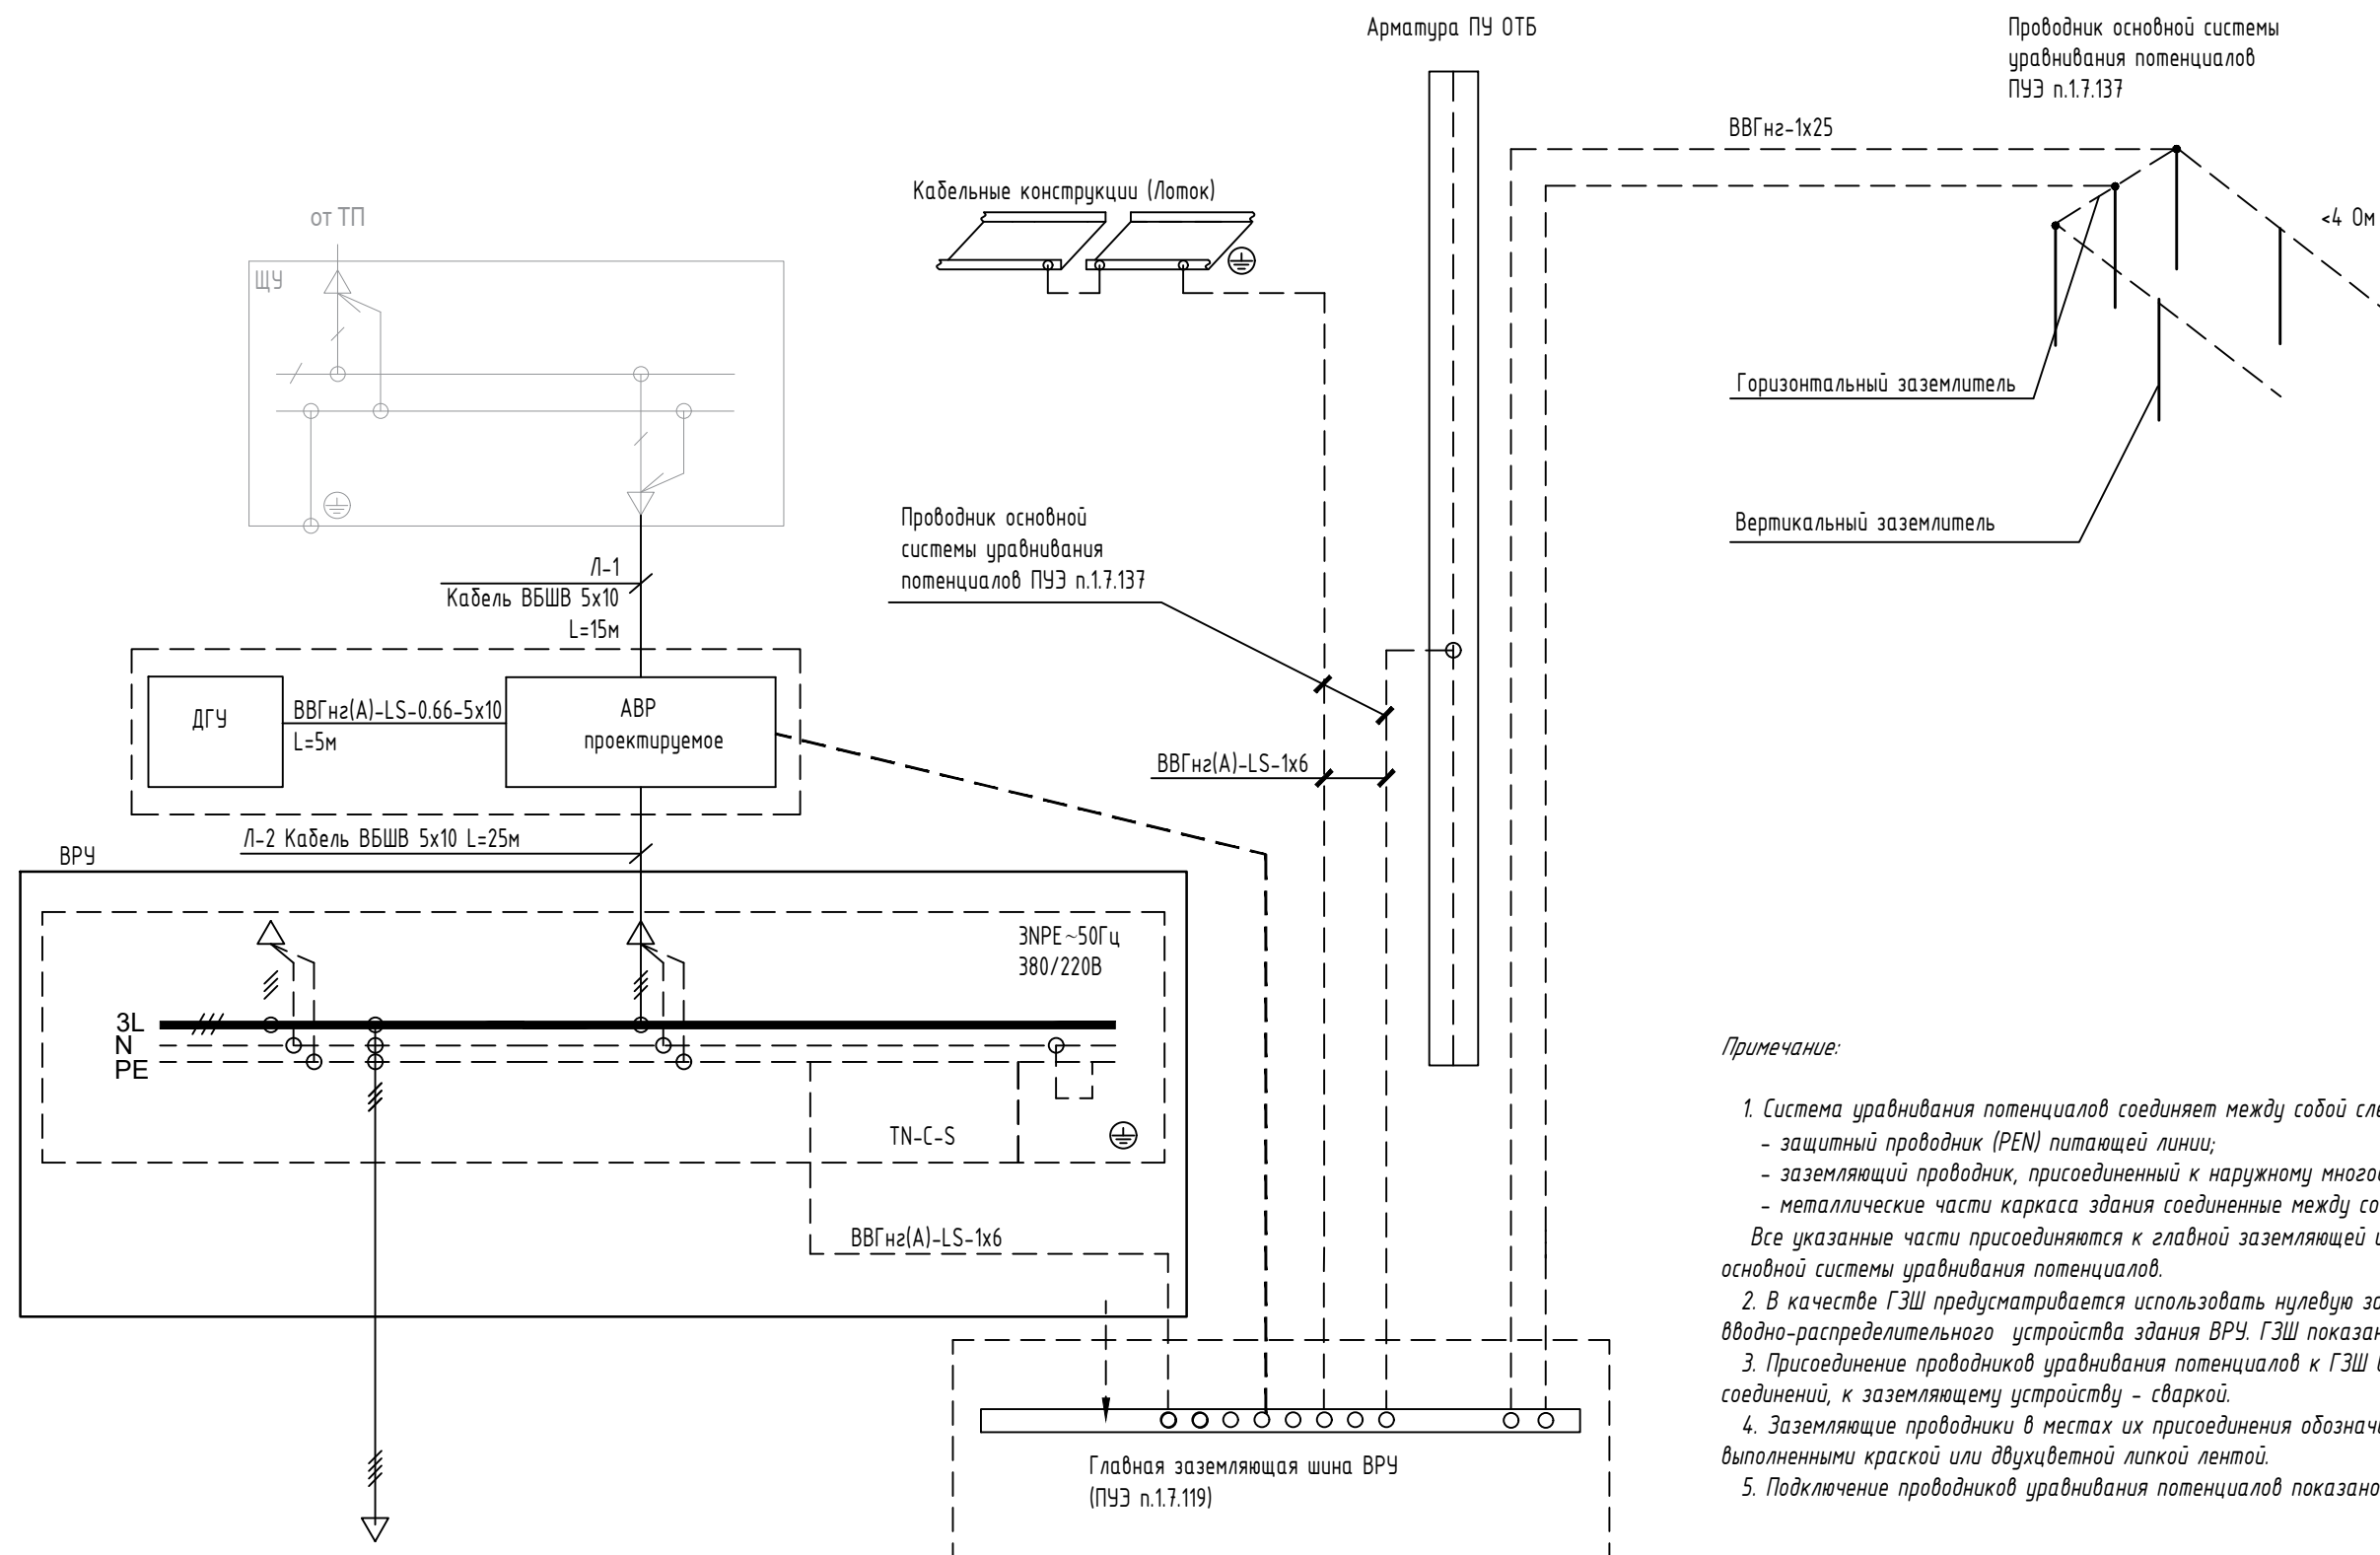 Арматура ПУ ОТБ
Проводник основной системы
уравнивания потенциалов
ПУЭ п.1.7.137
ВВГнг-1х25
Кабельные конструкции (Лоток)
от ТП
ЩУ
<4 Ом
Горизонтальный заземлитель
Вертикальный заземлитель
Проводник основной
системы уравнивания
потенциалов ПУЭ п.1.7.137
Л-1
Кабель ВБШВ 5х10
L=15м
ДГУ
ВВГнг(А)-LS-0.66-5х10
L=5м
АВР
проектируемое
ВВГнг(А)-LS-1х6
Л-2 Кабель ВБШВ 5х10 L=25м
ВРУ
3NPE~50Гц
380/220В
3L
N
PE
TN-C-S
ВВГнг(А)-LS-1х6
Главная заземляющая шина ВРУ
(ПУЭ п.1.7.119)
Примечание:
1. Система уравнивания потенциалов соединяет между собой
- защитный проводник (PEN) питающей линии;
- заземляющий проводник, присоединенный к наружному
- металлические части каркаса здания соединенные между
Все указанные части присоединяются к главной заземляющей
основной системы уравнивания потенциалов.
2. В качестве ГЗШ предусматривается использовать нулевую
вводно-распределительного устройства здания ВРУ. ГЗШ
3. Присоединение проводников уравнивания потенциалов к ГЗШ
соединений, к заземляющему устройству - сваркой.
4. Заземляющие проводники в местах их присоединения
выполненными краской или двухцветной липкой лентой.
5. Подключение проводников уравнивания потенциалов показано